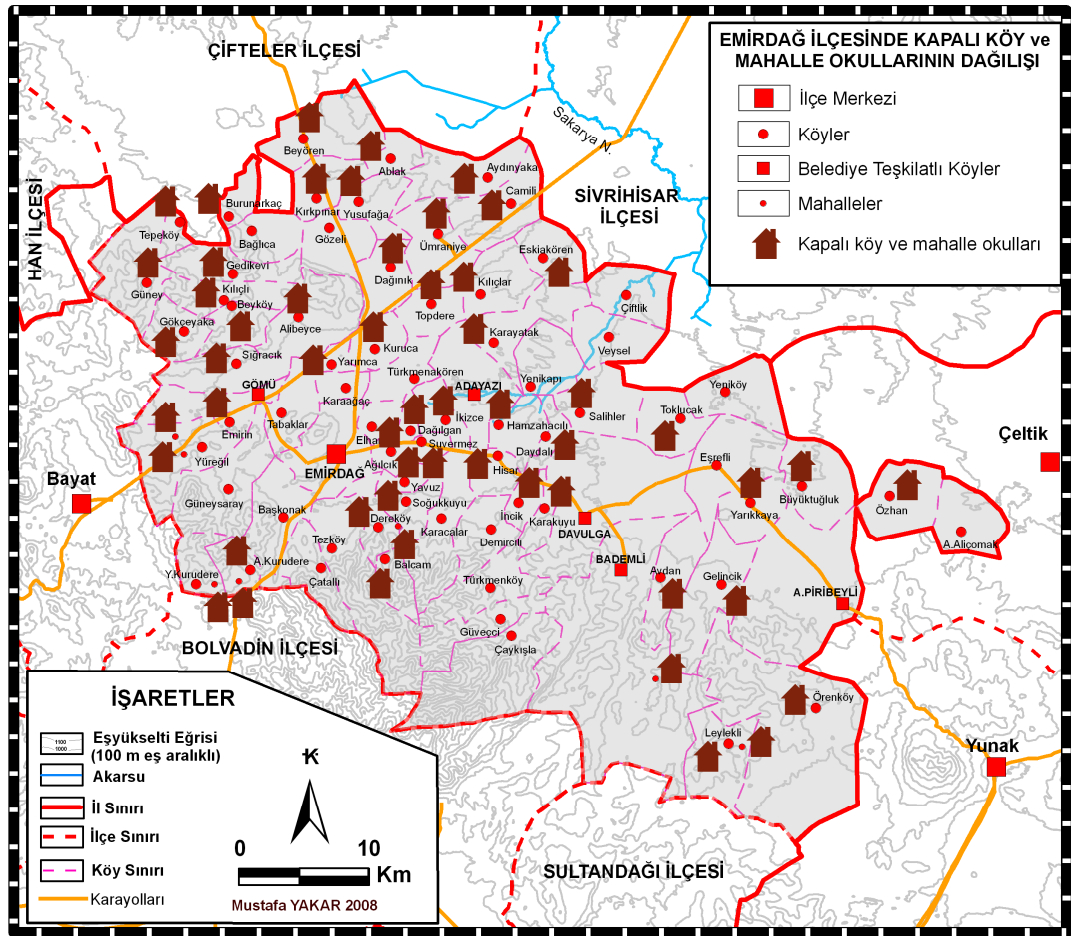 ÇİFTELER İLÇESİ
EMİRDAĞ İLÇESİNDE KAPALI KÖY ve
MAHALLE OKULLARININ DAĞILIŞI
İlçe Merkezi
Köyler
Belediye Teşkilatlı Köyler
Mahalleler
Kapalı köy ve mahalle okulları
Sakarya N.
SİVRİHİSAR
İLÇESİ
HAN İLÇESİ
Beyören
Ablak
Aydınyaka
Camili
Kırkpınar
Yusufağa
Burunarkaç
Tepeköy
Bağlıca
Gözeli
Ümraniye
Eskiakören
Gedikevi
Dağınık
Güney
Kılıçlı
Beyköy
Kılıçlar
Çiftlik
Topdere
Alibeyce
Gökçeyaka
Karayatak
Veysel
Kuruca
Sığracık
Yarımca
Türkmenakören
GÖMÜ
ADAYAZI
Yenikapı
Yeniköy
Karaağaç
Tabaklar
İkizce
Salihler
Toklucak
Hamzahacılı
Emirin
Elhan
Dağılgan
Suvermez
Daydalı
Çeltik
Yüreğil
EMİRDAĞ
Ağılcık
Hisar
Eşrefli
Bayat
Güneysaray
Yavuz
Soğukkuyu
Büyüktuğluk
Özhan
Başkonak
Dereköy
Karacalar
İncik
Karakuyu
Yarıkkaya
DAVULGA
Demircili
A.Aliçomak
Tezköy
Balcam
BADEMLİ
Aydan
Gelincik
Y.Kurudere
A.Kurudere
Çatallı
Türkmenköy
A.PİRİBEYLİ
Güveççi
Çaykışla
BOLVADİN İLÇESİ
Örenköy
Leylekli
Yunak
SULTANDAĞI İLÇESİ
İŞARETLER
1100
1000
Eşyükselti Eğrisi
(100 m eş aralıklı)
Akarsu
İl Sınırı
İlçe Sınırı
Köy Sınırı
Karayolları
K
0 10
Km
Mustafa YAKAR 2008